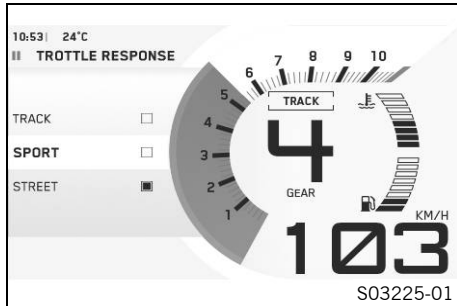 10:53| 24°C
TROTTLE RESPONSE
TRACK
SPORT
STREET
1
2
3
4
5
6
7
8
9
10
TRACK
4
GEAR
KM/H
103
S03225-01